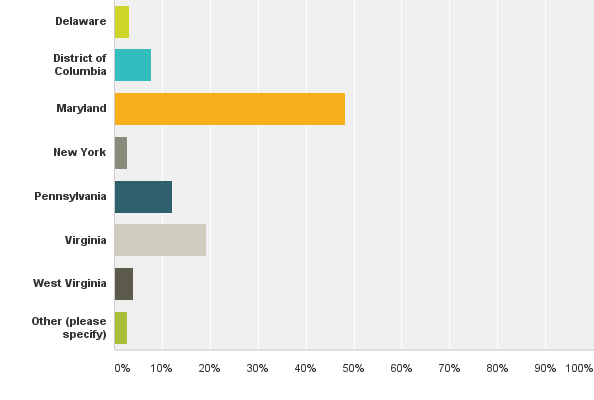 Delaware
District of
Columbia
Maryland
New York
Pennsylvania
Virginia
West Virginia
Other (please
specify)
0% 10% 20% 30% 40% 50% 60% 70% 80% 90% 100%